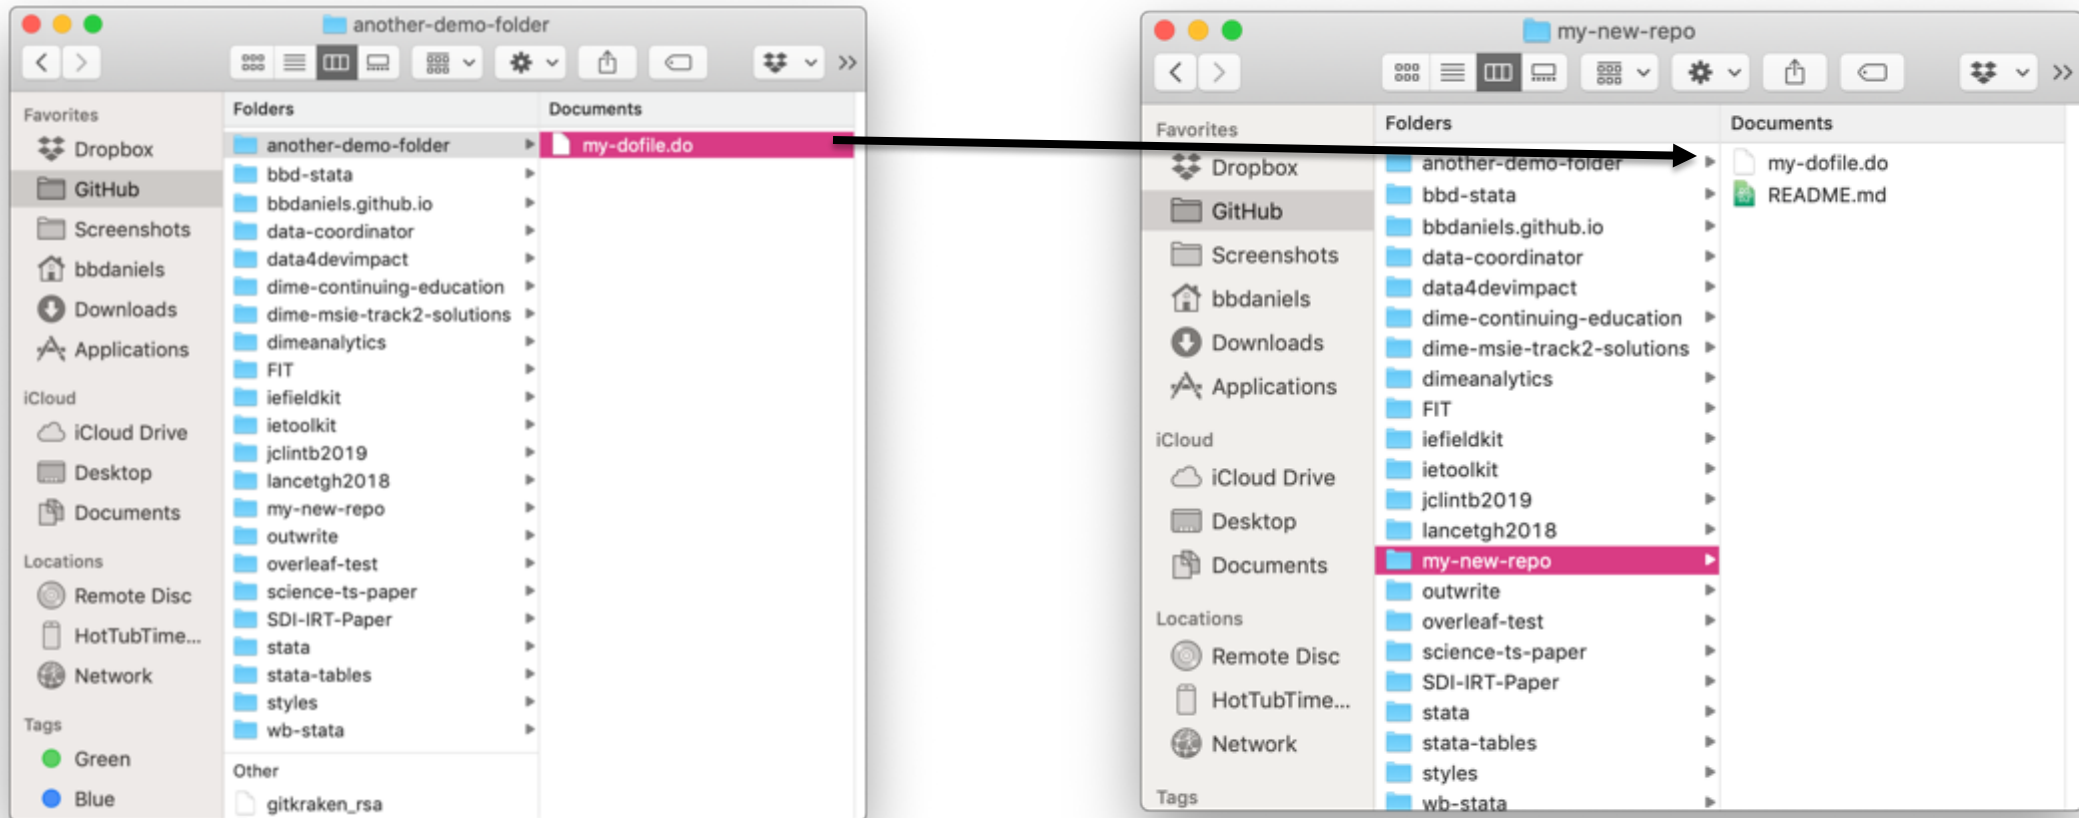 another-demo-folder
Favorites
Dropbox
GitHub
Screenshots
bbdaniels
Downloads
Applications
iCloud
iCloud Drive
Desktop
Documents
Locations
Remote Disc
HotTubTime...
Network
Tags
Green
Blue
Folders
another-demo-folder
bbd-stata
bbdaniels.github.io
data-coordinator
data4devimpact
dime-continuing-education
dime-msie-track2-solutions
dimeanalytics
FIT
iefieldkit
ietoolkit
jclintb2019
lancetgh2018
my-new-repo
outwrite
overleaf-test
science-ts-paper
SDI-IRT-Paper
stata
stata-tables
styles
wb-stata
Other
gitkraken_rsa
Documents
my-dofile.do
my-new-repo
Favorites
Dropbox
GitHub
Screenshots
bbdaniels
Downloads
Applications
iCloud
iCloud Drive
Desktop
Documents
Locations
Remote Disc
HotTubTime...
Network
Tags
Folders
another-demo-folder
bbd-stata
bbdaniels.github.io
data-coordinator
data4devimpact
dime-continuing-education
dime-msie-track2-solutions
dimeanalytics
FIT
iefieldkit
ietoolkit
jclintb2019
lancetgh2018
my-new-repo
outwrite
overleaf-test
science-ts-paper
SDI-IRT-Paper
stata
stata-tables
styles
wb-stata
Documents
my-dofile.do
README.md